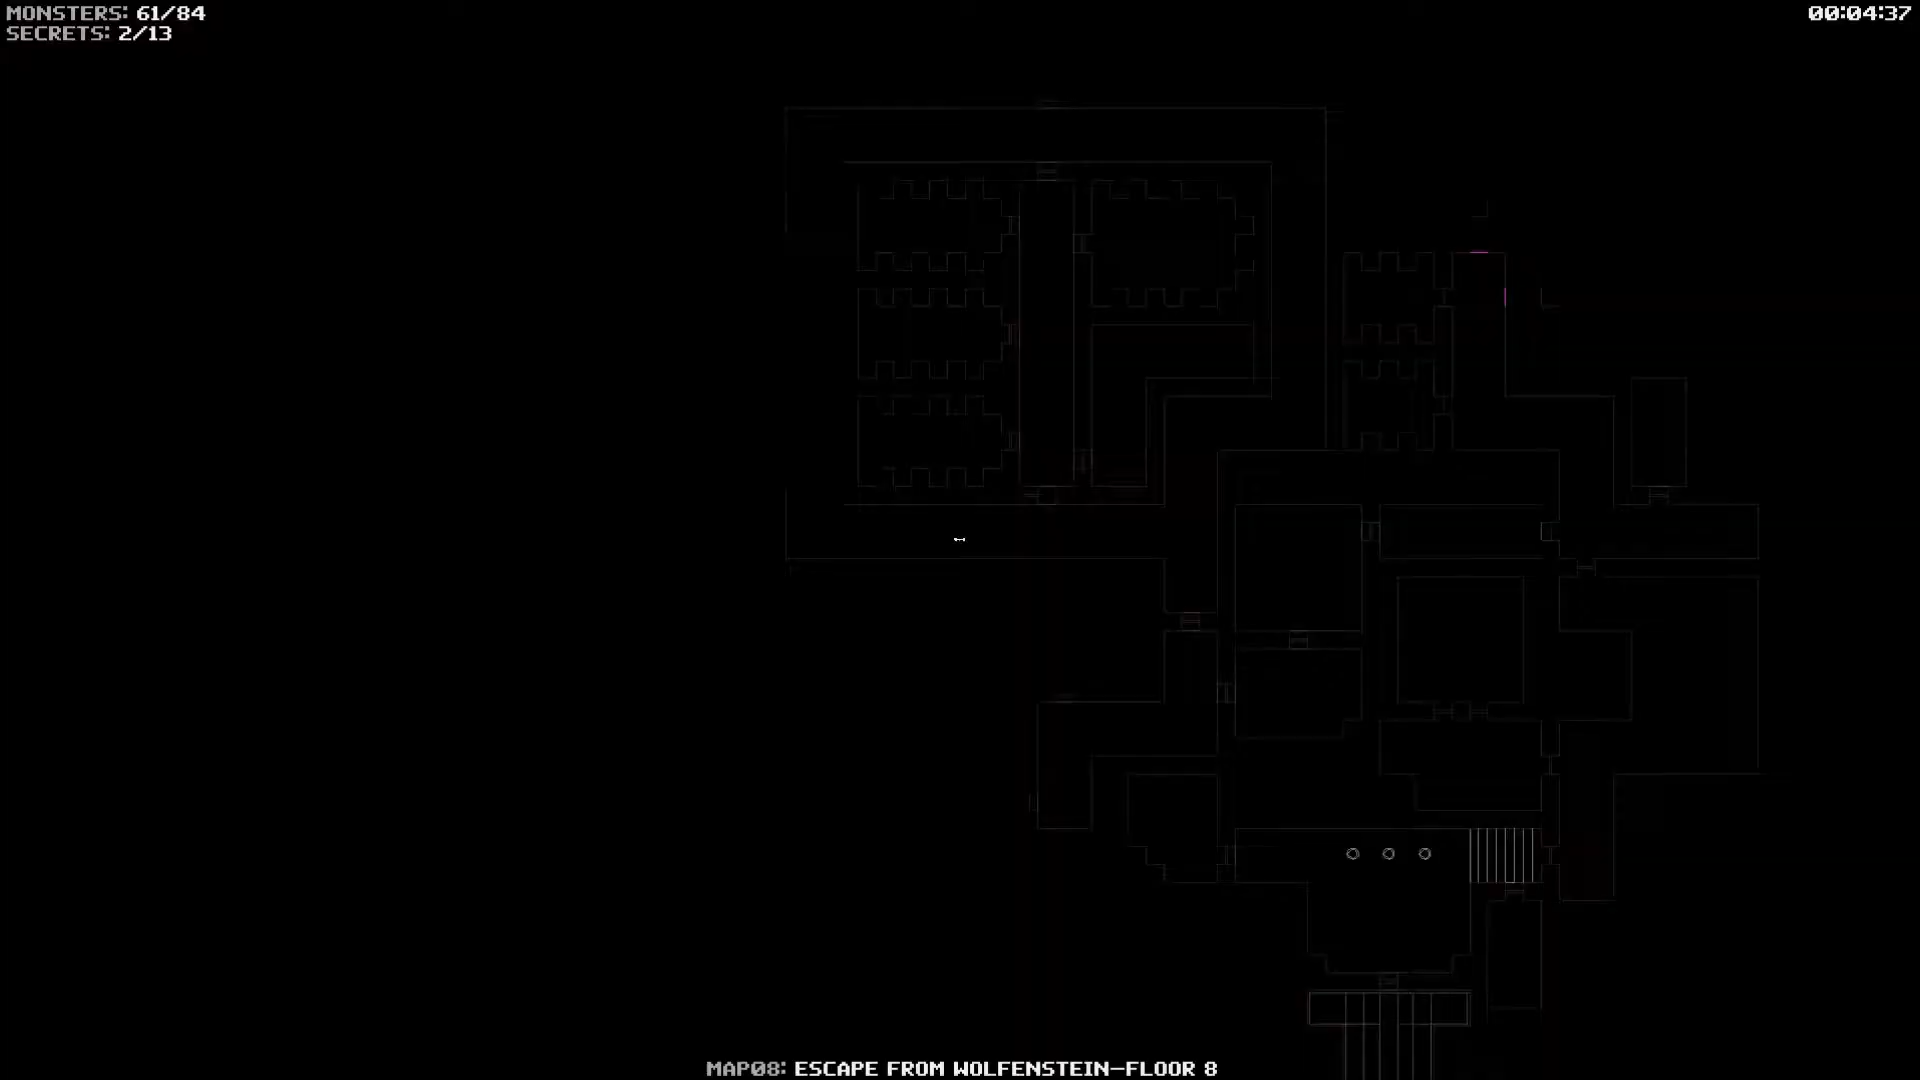 MONSTERS: 61/84
00:04:37
SECRETS: 2/13
MAP08: ESCAPE FROM WOLFENSTEIN-FLOOR 8